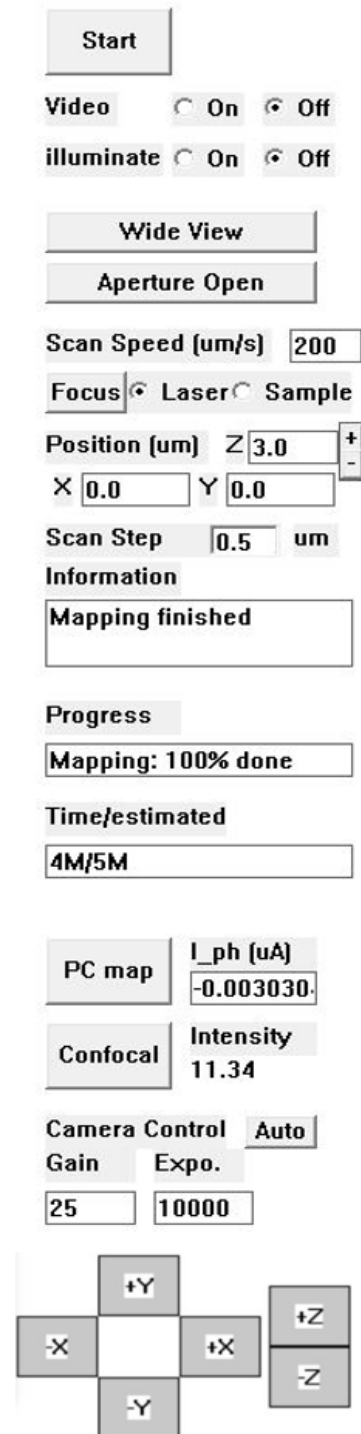 Start
Video On Off
illuminate On Off
Wide View
Aperture Open
Scan Speed (um/s) 200
Focus Laser Sample
Position (um) Z 3.0 + -
X 0.0 Y 0.0
Scan Step 0.5 um
Information
Mapping finished
Progress
Mapping: 100% done
Time/estimated
4M/5M
PC map I_ph (uA)
-0.003030
Confocal Intensity
11.34
Camera Control Auto
Gain Expo.
25 10000
+Y
-X +X
-Y
+Z
-Z